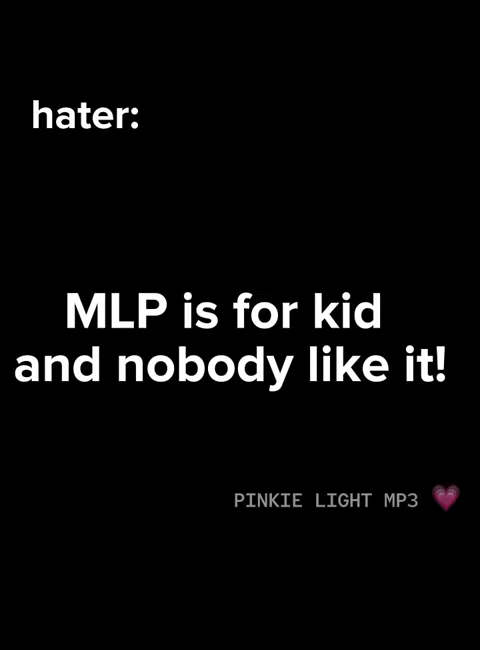 hater:
MLP is for kid
and nobody like it!
PINKIE LIGHT MP3 💗